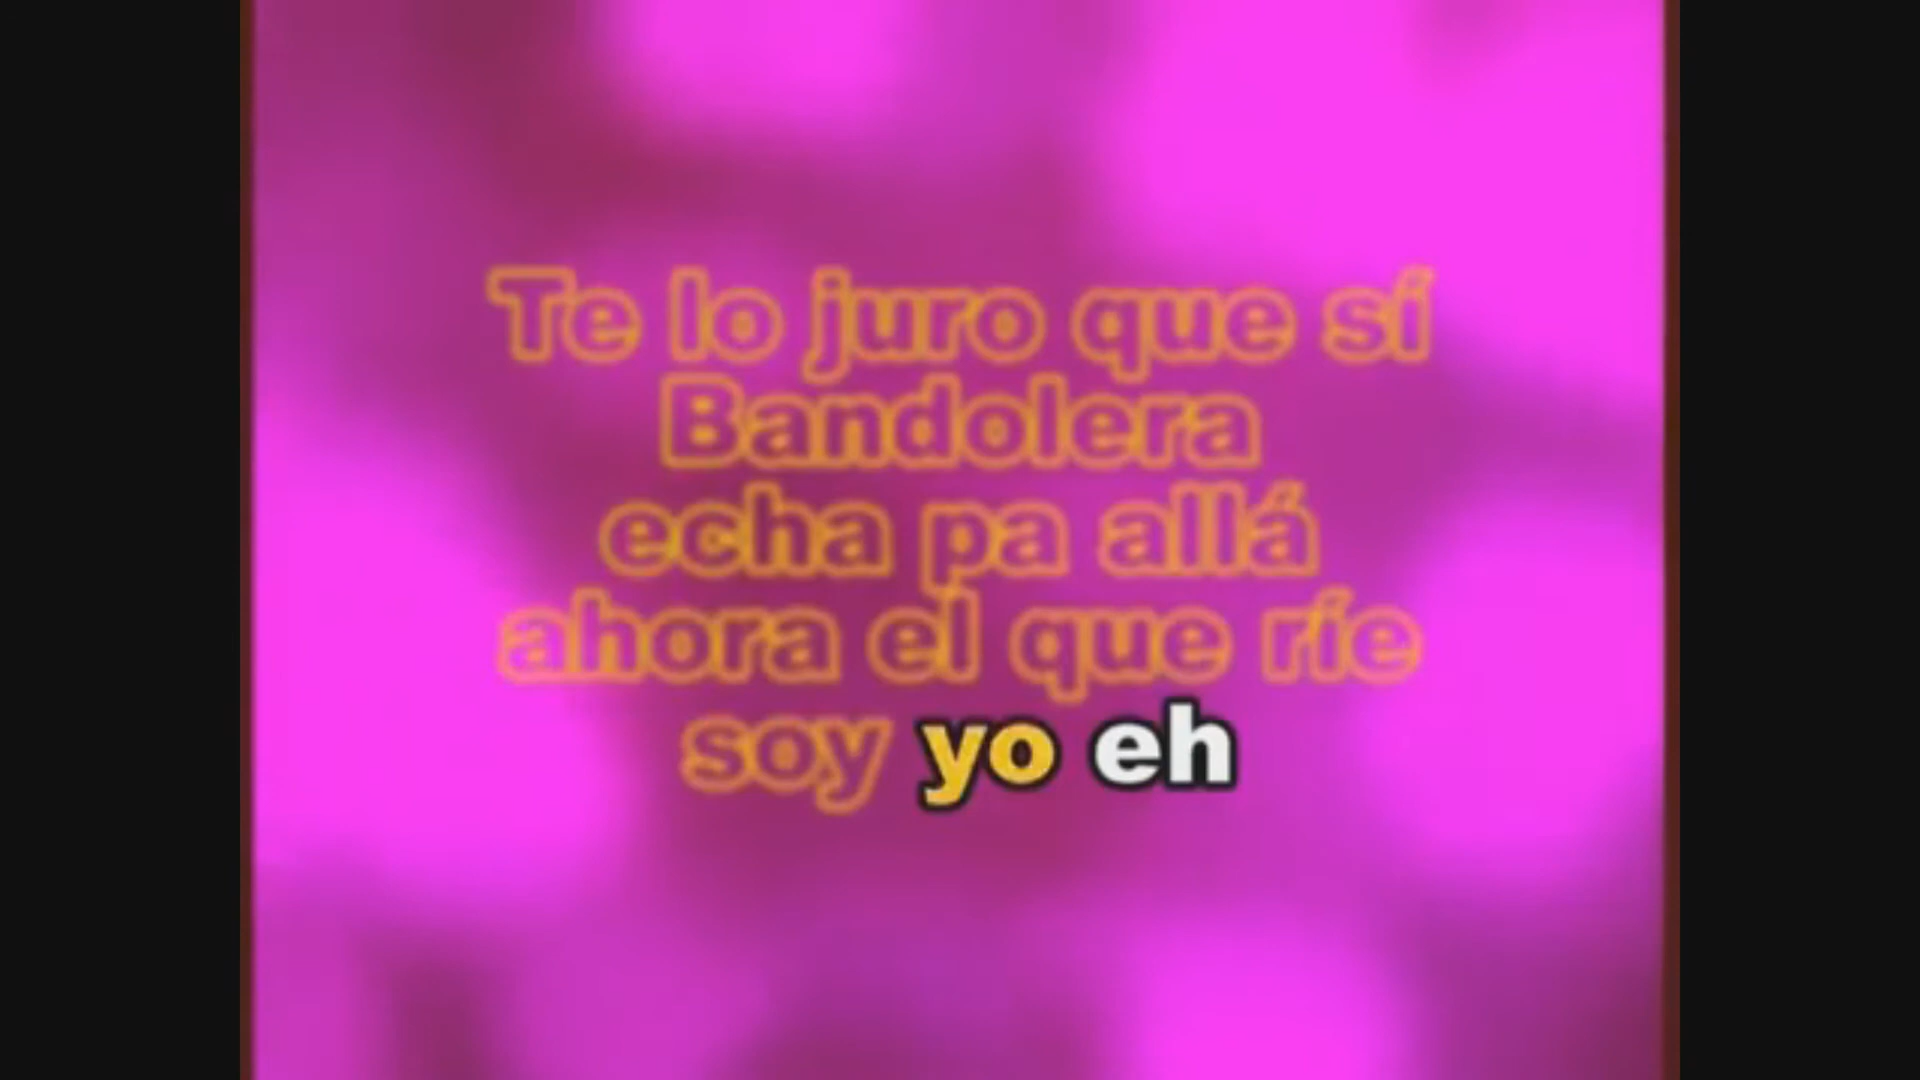 Te lo juro que sí
Bandolera
echa pa allá
ahora el que ríe
soy yo eh